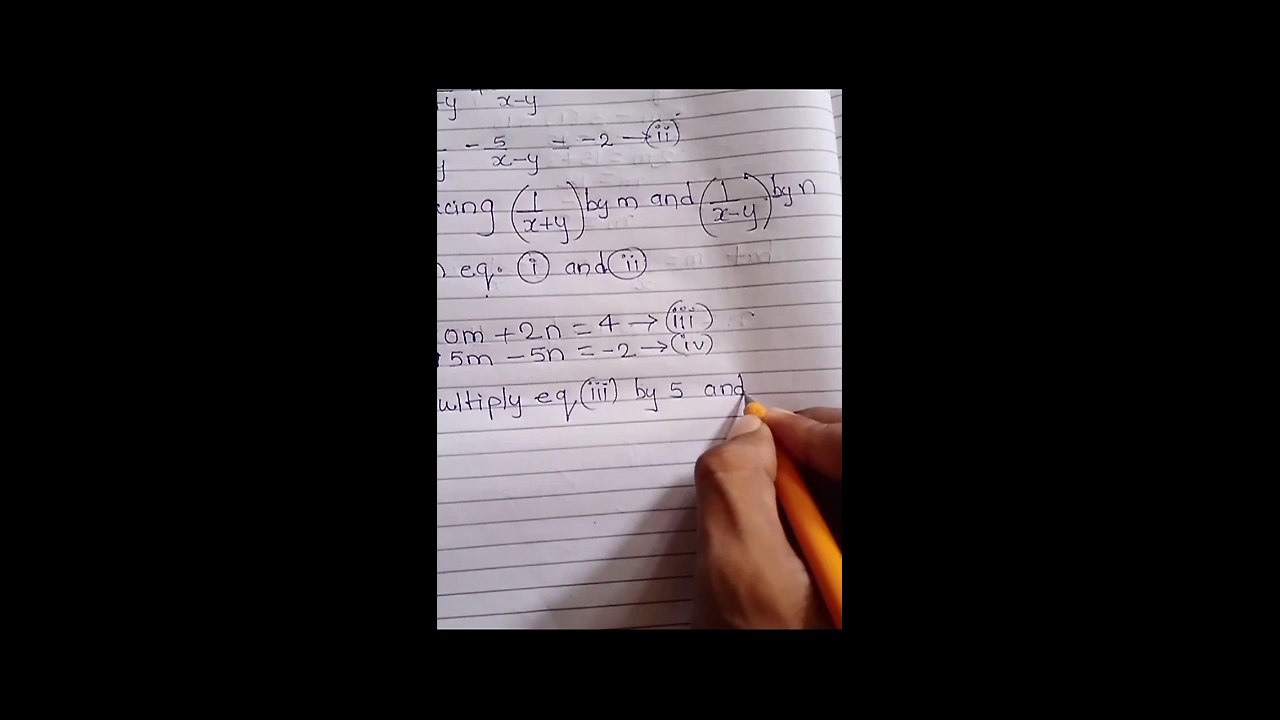 x-y
- 5/x-y = -2 → (ii)
(1/x+y) by m and (1/x-y) by n
eq. (i) and (ii)
0m + 2n = 4 → (iii)
5m - 5n = -2 → (iv)
ultiply eq (iii) by 5 and